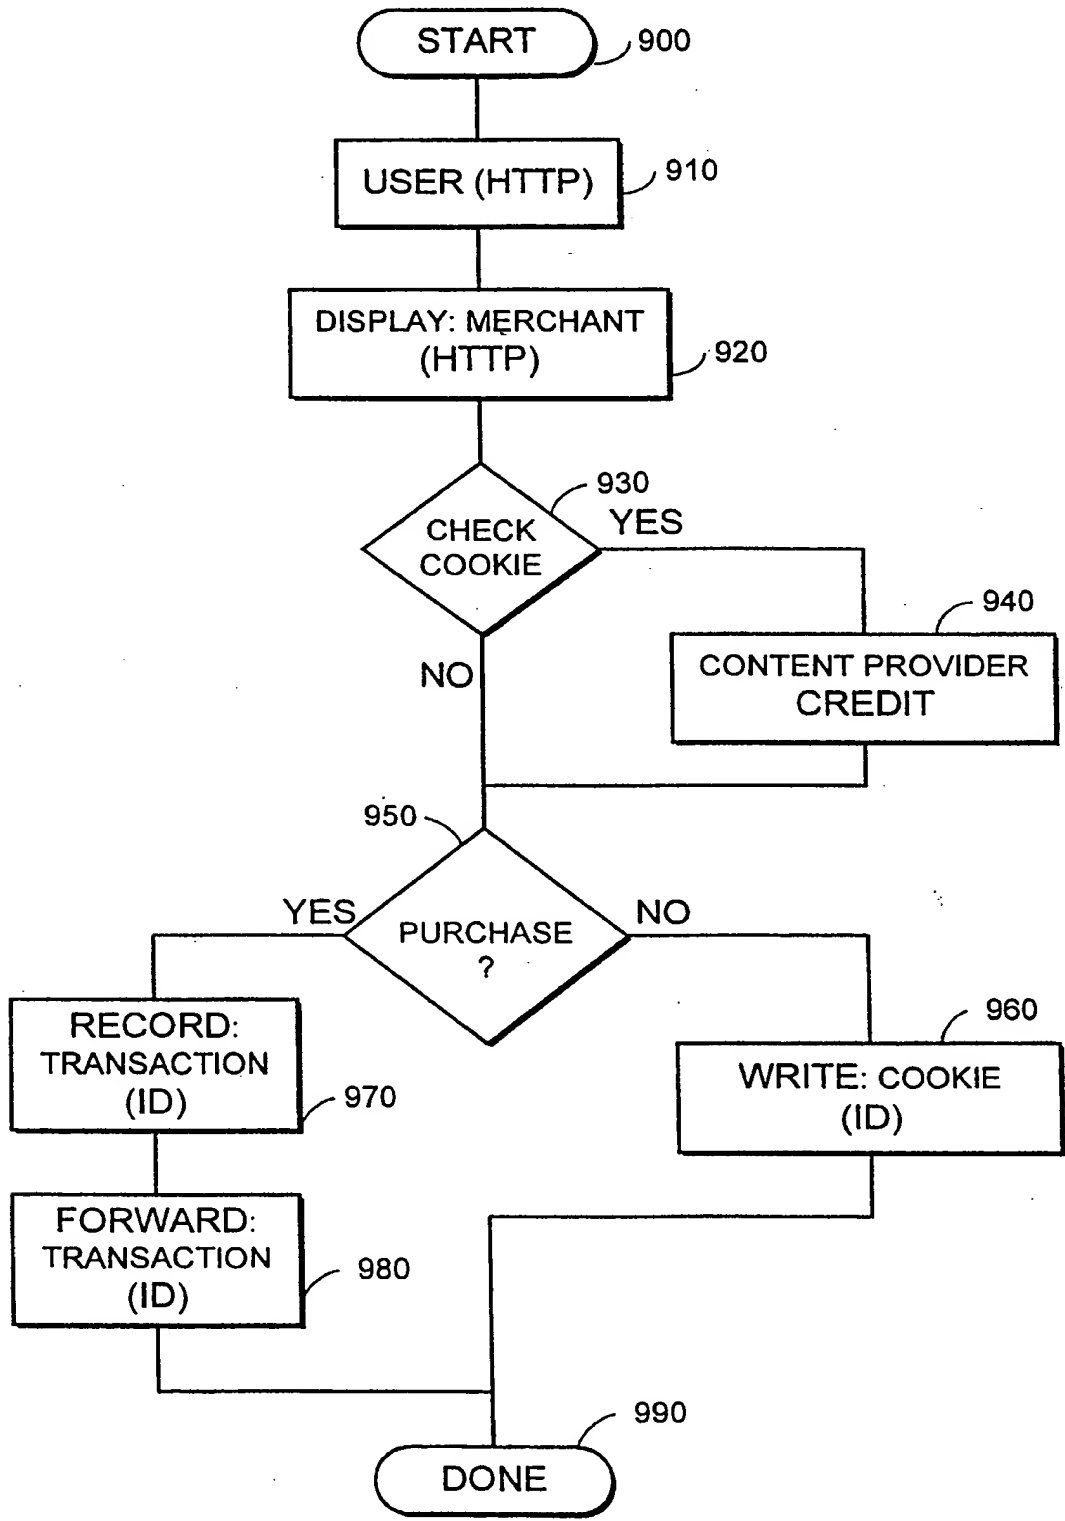 START
900
USER (HTTP)
910
DISPLAY: MERCHANT
(HTTP)
920
930
CHECK
COOKIE
YES
NO
940
CONTENT PROVIDER
CREDIT
950
PURCHASE
?
YES
NO
RECORD:
TRANSACTION
(ID)
970
960
WRITE: COOKIE
(ID)
FORWARD:
TRANSACTION
(ID)
980
990
DONE